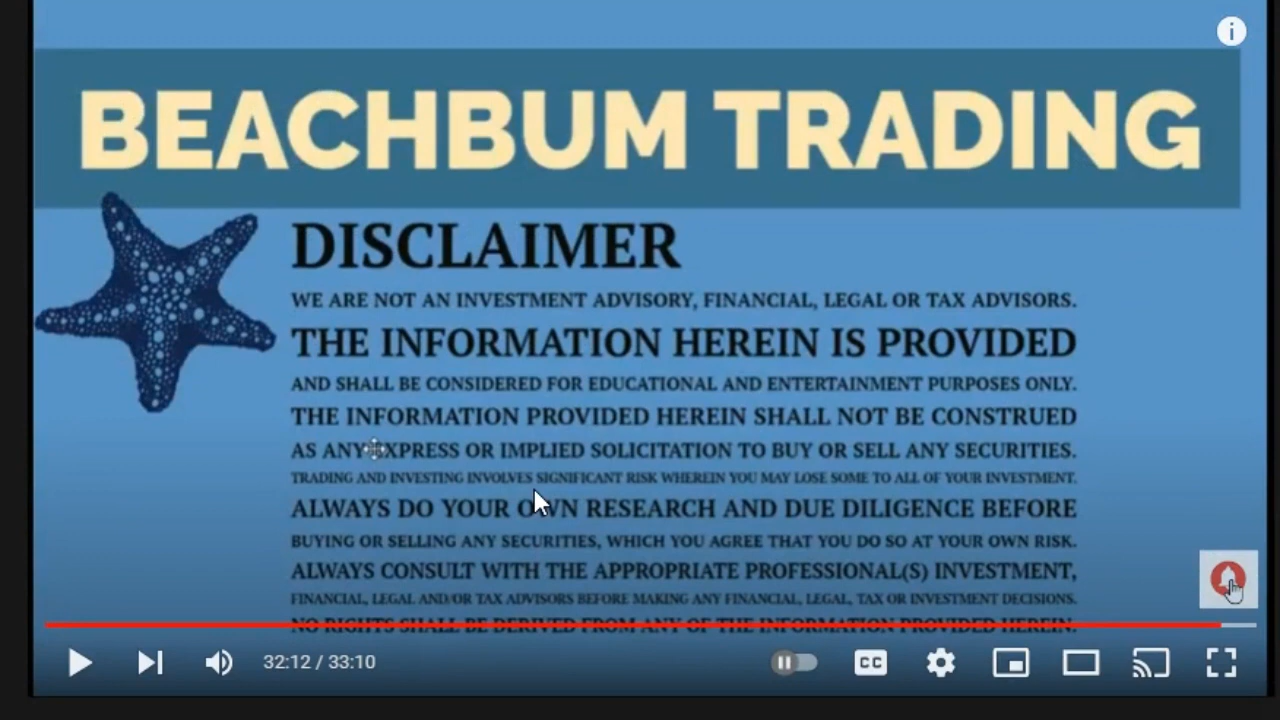 BEACHBUM TRADING
DISCLAIMER
WE ARE NOT AN INVESTMENT ADVISORY, FINANCIAL, LEGAL OR TAX ADVISORS.
THE INFORMATION HEREIN IS PROVIDED
AND SHALL BE CONSIDERED FOR EDUCATIONAL AND ENTERTAINMENT PURPOSES ONLY.
THE INFORMATION PROVIDED HEREIN SHALL NOT BE CONSTRUED
AS ANY EXPRESS OR IMPLIED SOLICITATION TO BUY OR SELL ANY SECURITIES.
TRADING AND INVESTING INVOLVES SIGNIFICANT RISK WHEREIN YOU MAY LOSE SOME TO ALL OF YOUR INVESTMENT.
ALWAYS DO YOUR OWN RESEARCH AND DUE DILIGENCE BEFORE
BUYING OR SELLING ANY SECURITIES, WHICH YOU AGREE THAT YOU DO SO AT YOUR OWN RISK.
ALWAYS CONSULT WITH THE APPROPRIATE PROFESSIONAL(S) INVESTMENT,
FINANCIAL, LEGAL AND/OR TAX ADVISORS BEFORE MAKING ANY FINANCIAL, LEGAL, TAX OR INVESTMENT DECISIONS.
NO RIGHTS SHALL BE DERIVED FROM ANY OF THE INFORMATION PROVIDED HEREIN.
32:12 / 33:10
CC